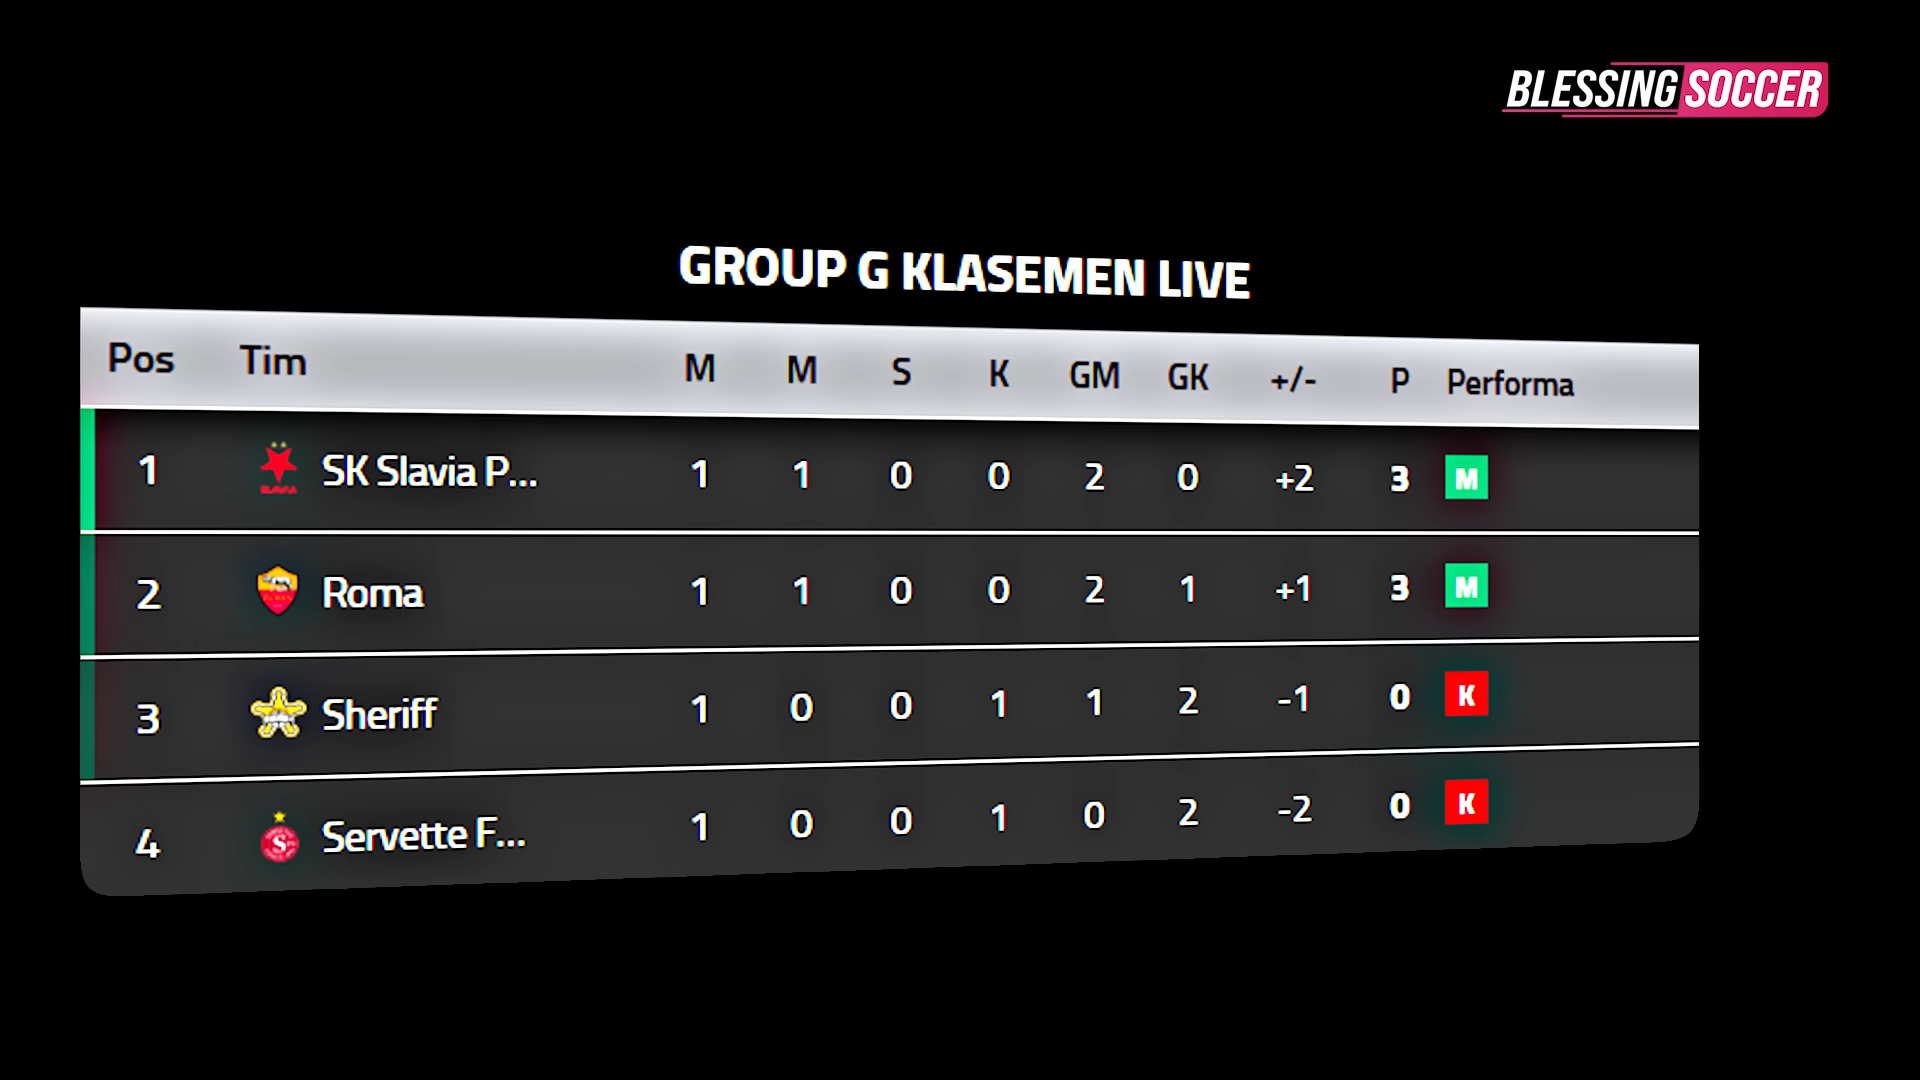 BLESSING SOCCER
GROUP G KLASEMEN LIVE
Pos Tim M M S K GM GK +/- P Performa
1 SK Slavia P... 1 1 0 0 2 0 +2 3 M
2 Roma 1 1 0 0 2 1 +1 3 M
3 Sheriff 1 0 0 1 1 2 -1 0 K
4 Servette F... 1 0 0 1 0 2 -2 0 K